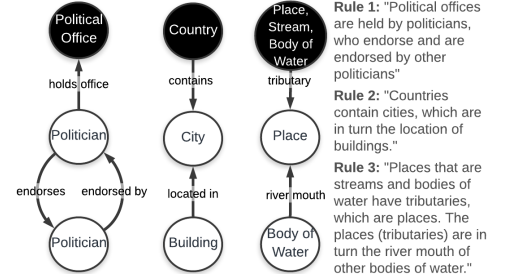 Political
Office
holds office
Politician
endorses
endorsed by
Politician
Country
contains
City
located in
Building
Place,
Stream,
Body of
Water
tributary
Place
river mouth
Body of
Water
Rule 1: "Political offices
are held by politicians,
who endorse and are
endorsed by other
politicians"
Rule 2: "Countries
contain cities, which are
in turn the location of
buildings."
Rule 3: "Places that are
streams and bodies of
water have tributaries,
which are places. The
places (tributaries) are in
turn the river mouth of
other bodies of water."